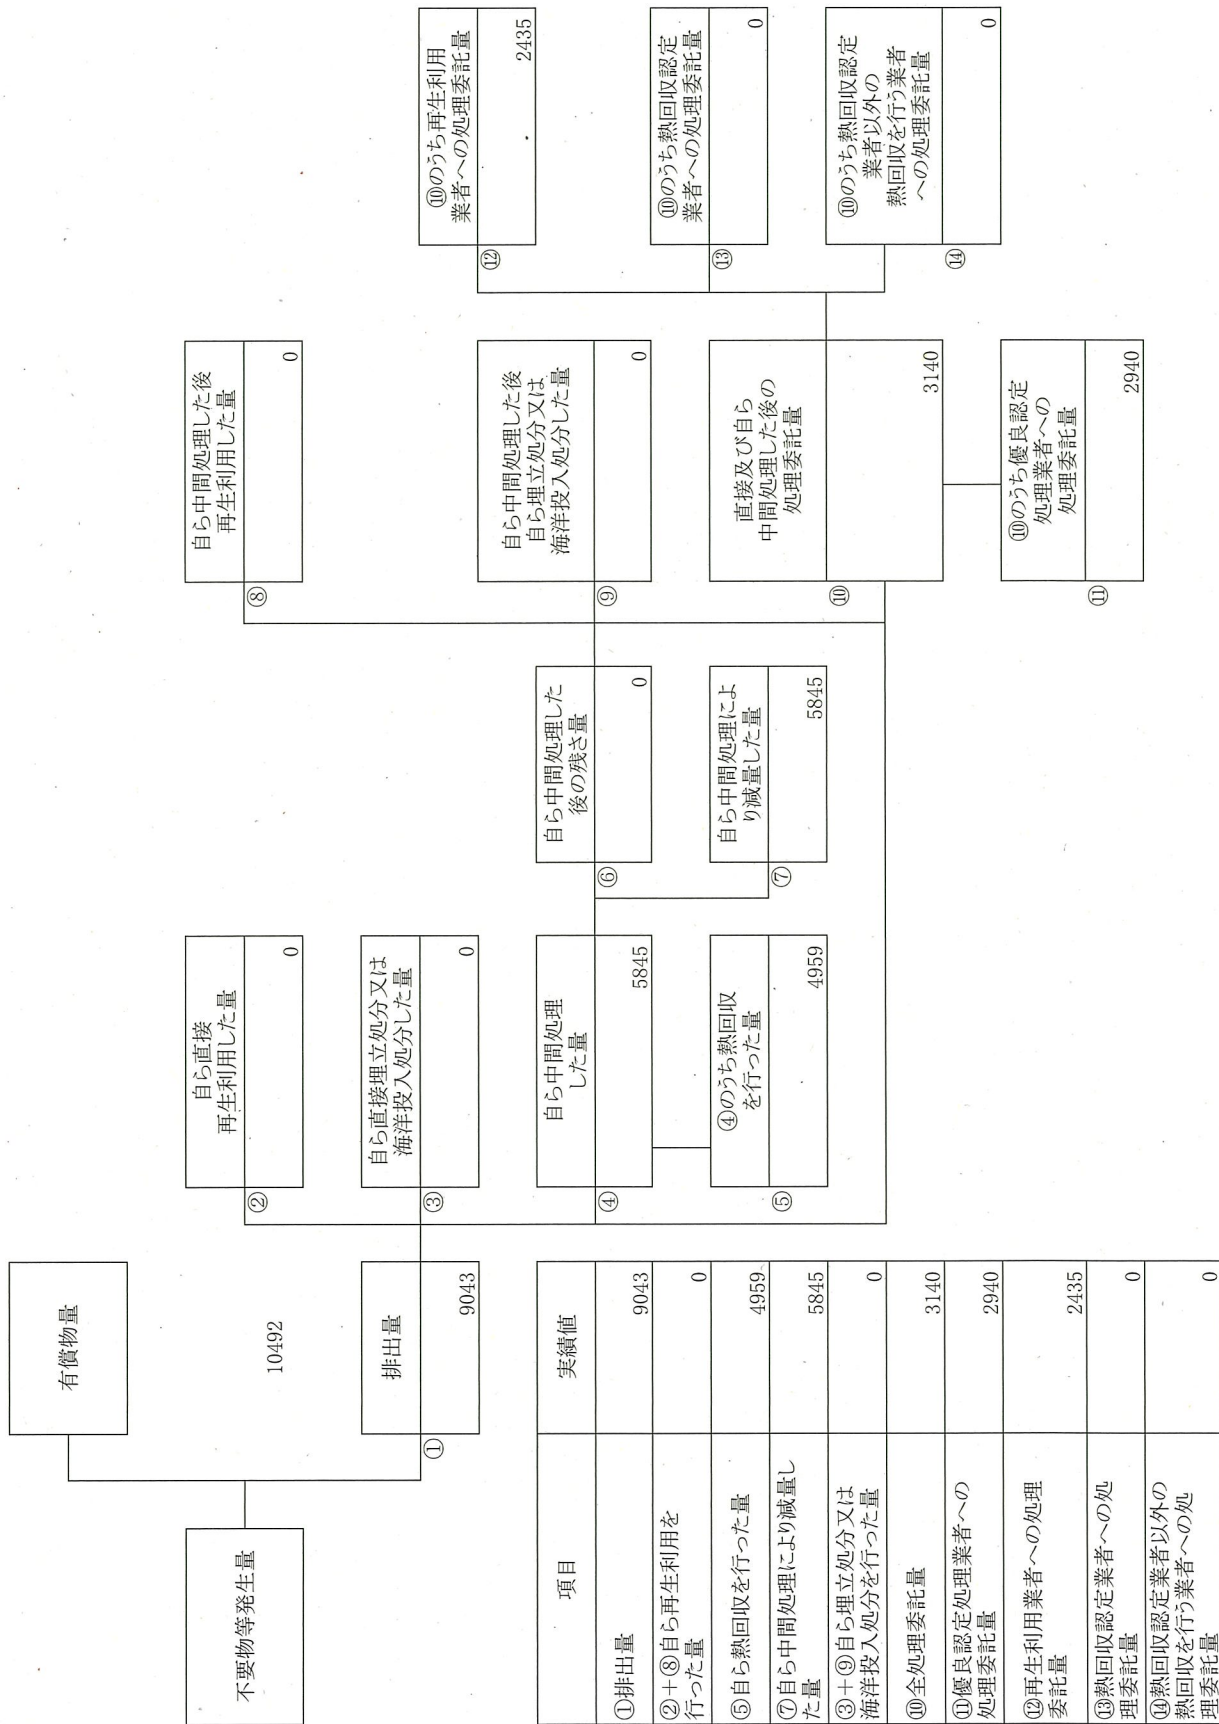 有償物量
不要物等発生量
10492
①
排出量
9043
②
自ら直接
再生利用した量
0
③
自ら直接埋立処分又は
海洋投入処分した量
0
④
自ら中間処理
した量
5845
⑤
④のうち熱回収
を行った量
4959
⑥
自ら中間処理した
後の残さ量
0
⑦
自ら中間処理によ
り減量した量
5845
⑧
自ら中間処理した後
再生利用した量
0
⑨
自ら中間処理した後
自ら埋立処分又は
海洋投入処分した量
0
⑩
直接及び自ら
中間処理した後の
処理委託量
3140
⑪
⑩のうち優良認定
処理業者への
処理委託量
2940
⑫
⑩のうち再生利用
業者への処理委託量
2435
⑬
⑩のうち熱回収認定
業者への処理委託量
0
⑭
⑩のうち熱回収認定
業者以外の
熱回収を行う業者
への処理委託量
0
項目 実績値
①排出量 9043
②+⑧自ら再生利用を
行った量 0
⑤自ら熱回収を行った量 4959
⑦自ら中間処理により減量し
た量 5845
③+⑨自ら埋立処分又は
海洋投入処分を行った量 0
⑩全処理委託量 3140
⑪優良認定処理業者への
処理委託量 2940
⑫再生利用業者への処理
委託量 2435
⑬熱回収認定業者への処
理委託量 0
⑭熱回収認定業者以外の
熱回収を行う業者への処
理委託量 0